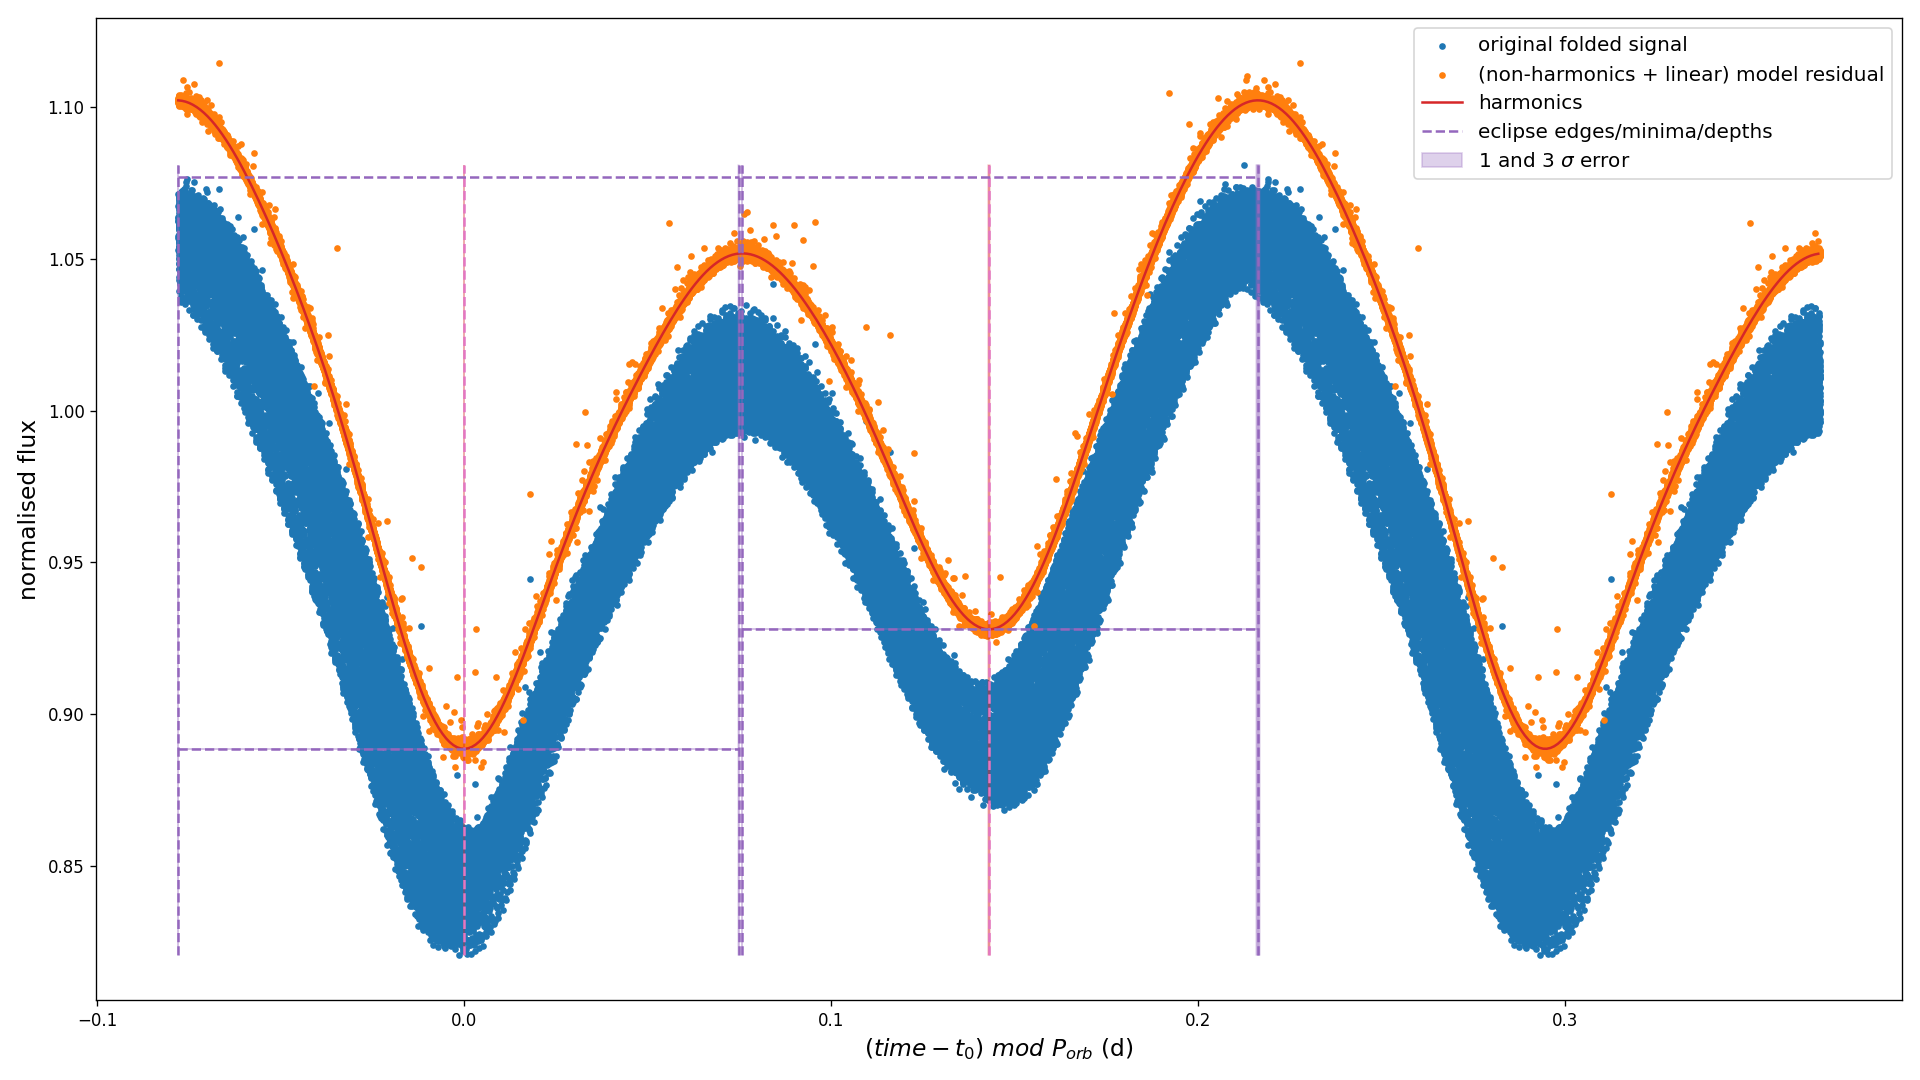 original folded signal
(non-harmonics + linear) model residual
harmonics
eclipse edges/minima/depths
1 and 3 σ error
normalised flux
1.10
1.05
1.00
0.95
0.90
0.85
−0.1 0.0 0.1 0.2 0.3
(time − t₀) mod Pₒᵣb (d)